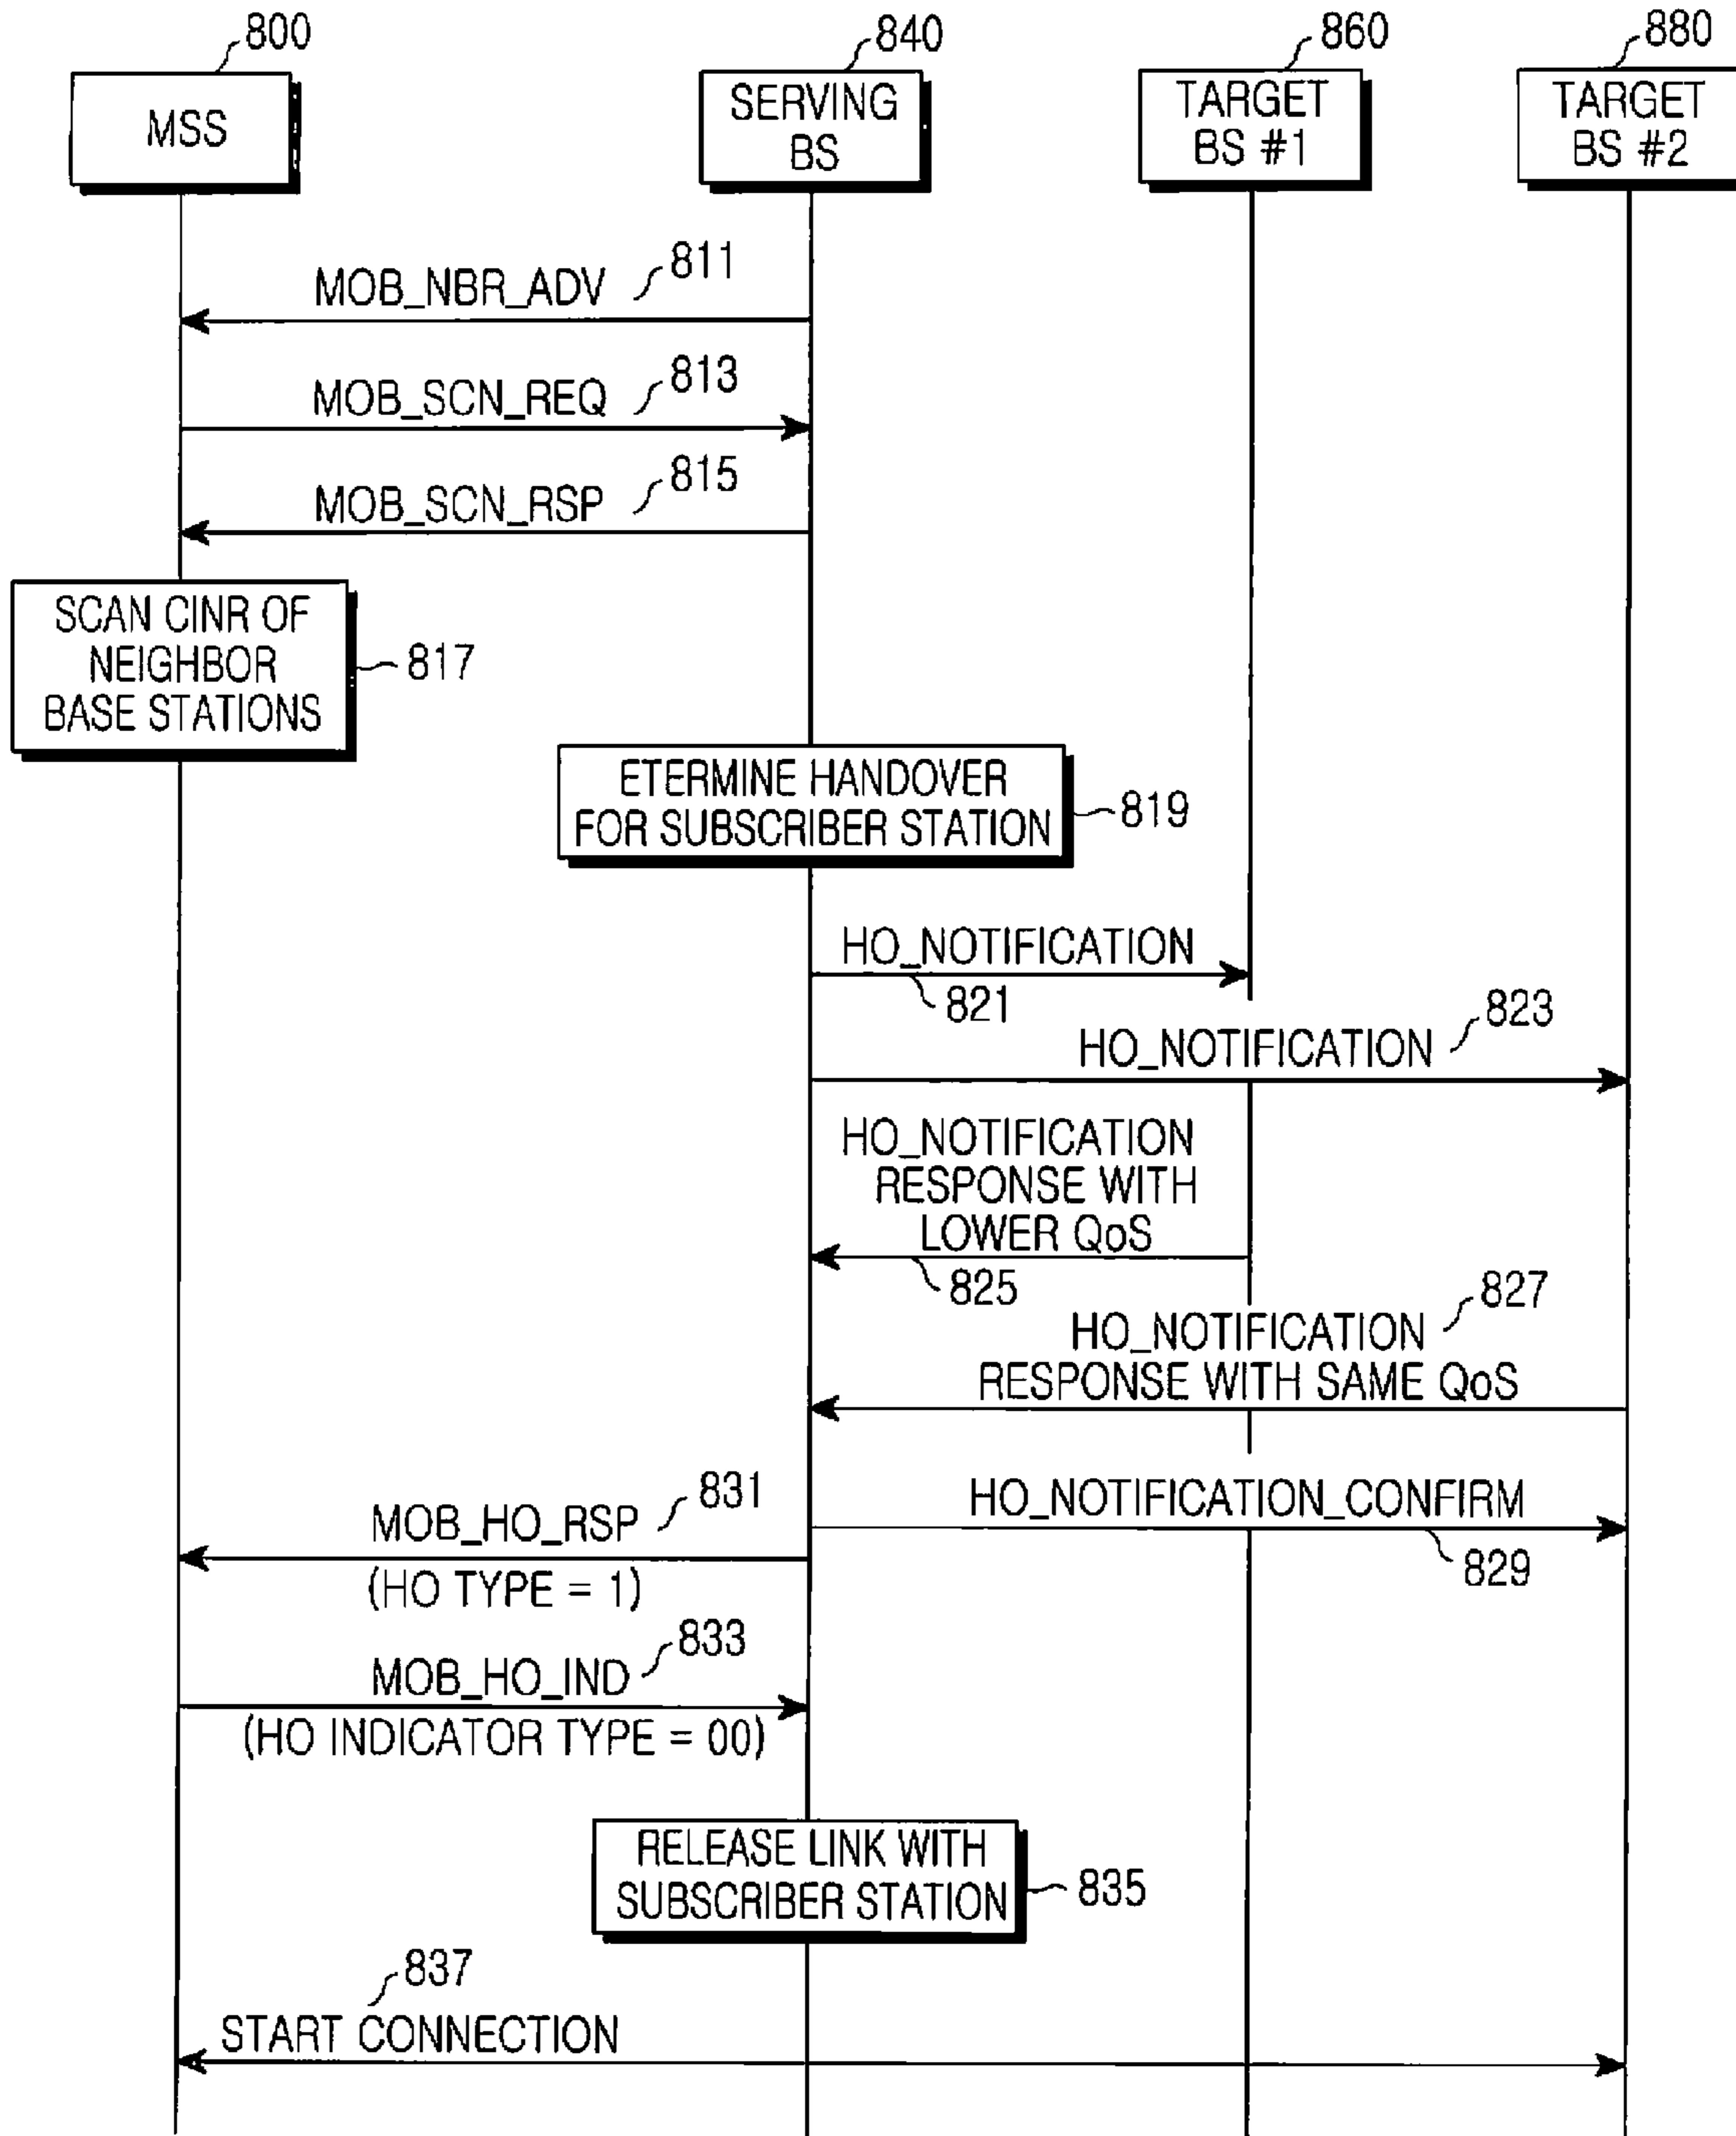 800
840
860
880
MSS
SERVING
BS
TARGET
BS #1
TARGET
BS #2
MOB_NBR_ADV
811
MOB_SCN_REQ
813
MOB_SCN_RSP
815
SCAN CINR OF
NEIGHBOR
BASE STATIONS
817
ETERMINE HANDOVER
FOR SUBSCRIBER STATION
819
HO_NOTIFICATION
821
HO_NOTIFICATION
823
HO_NOTIFICATION
RESPONSE WITH
LOWER QoS
825
827
HO_NOTIFICATION
RESPONSE WITH SAME QoS
MOB_HO_RSP
831
(HO TYPE = 1)
HO_NOTIFICATION_CONFIRM
829
MOB_HO_IND
833
(HO INDICATOR TYPE = 00)
RELEASE LINK WITH
SUBSCRIBER STATION
835
837
START CONNECTION